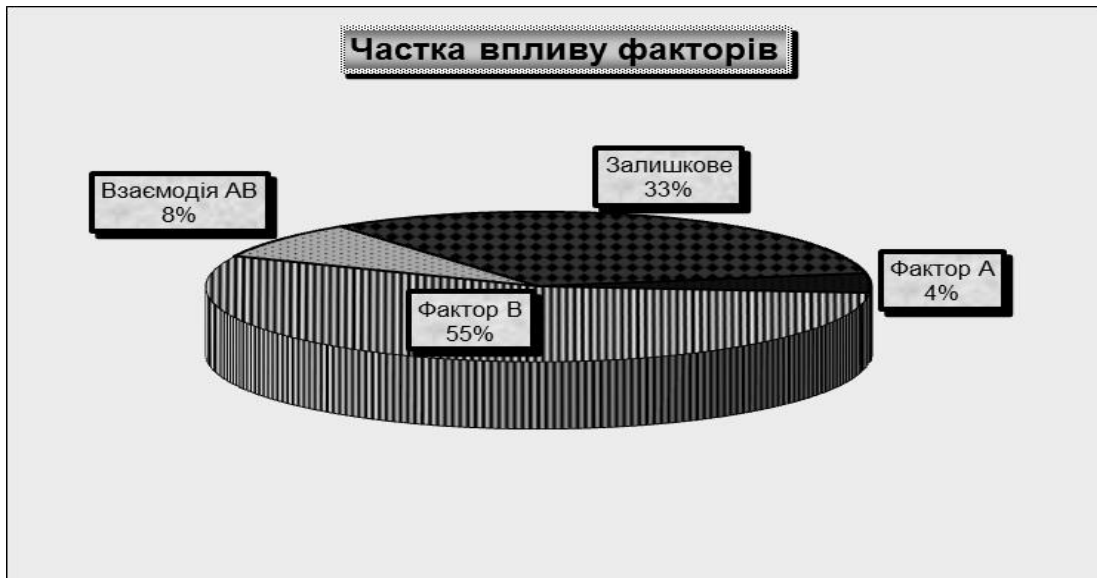 Частка впливу факторів
Залишкове
33%
Взаємодія АВ
8%
Фактор А
4%
Фактор В
55%